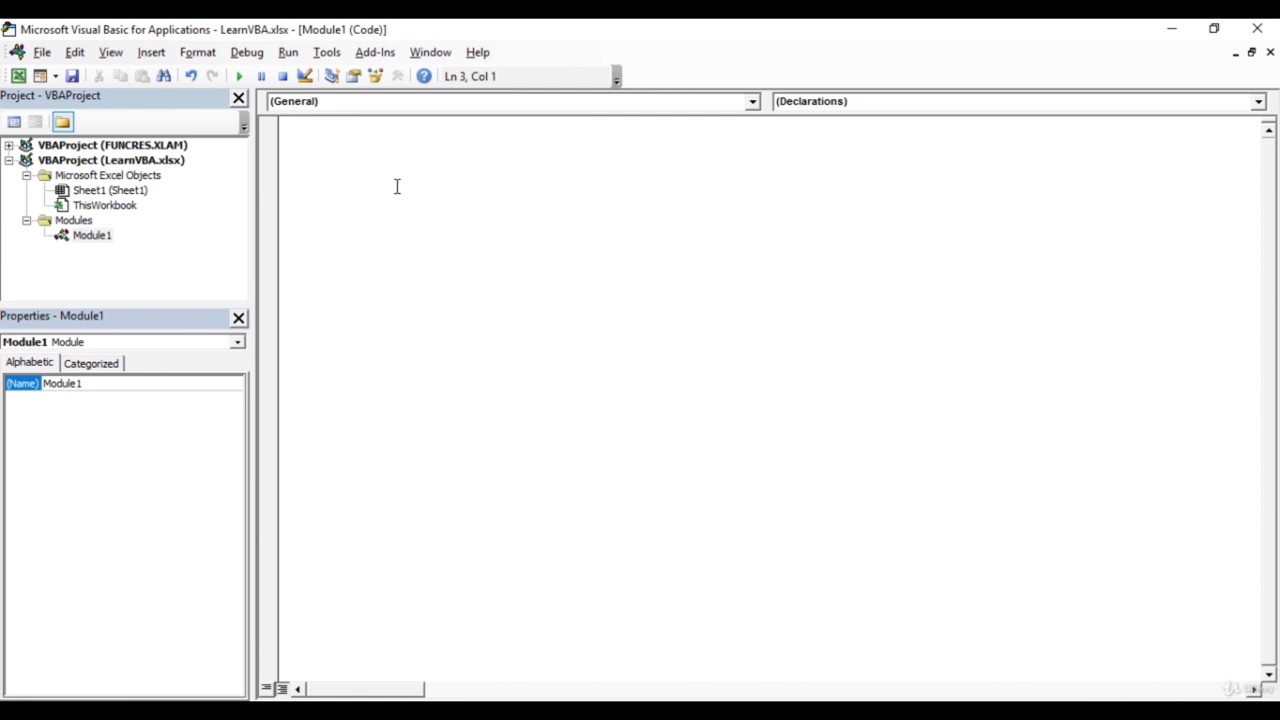 Microsoft Visual Basic for Applications - LearnVBA.xlsx - [Module1 (Code)]
File Edit View Insert Format Debug Run Tools Add-Ins Window Help
Ln 3, Col 1
Project - VBAProject
(General) (Declarations)
VBAProject (FUNCRES.XLAM)
VBAProject (LearnVBA.xlsx)
Microsoft Excel Objects
Sheet1 (Sheet1)
ThisWorkbook
Modules
Module1
Properties - Module1
Module1 Module
Alphabetic Categorized
(Name) Module1